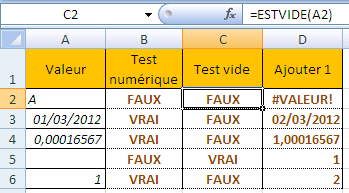 C2 fx =ESTVIDE(A2)
A B C D
1 Valeur Test numérique Test vide Ajouter 1
2 A FAUX FAUX #VALEUR!
3 01/03/2012 VRAI FAUX 02/03/2012
4 0,00016567 VRAI FAUX 1,00016567
5 FAUX VRAI 1
6 1 VRAI FAUX 2